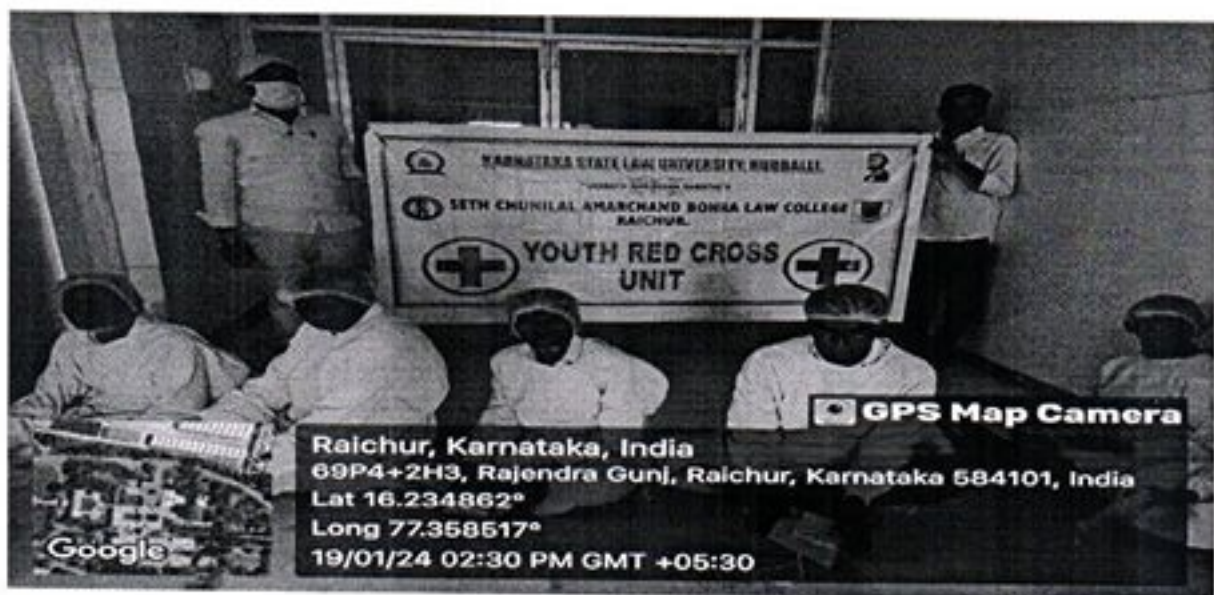 KARNATAKA STATE LAW UNIVERSITY, HUBBALLI.
SETH CHUNILAL AMARCHAND BOHRA LAW COLLEGE
RAICHUR.
YOUTH RED CROSS
UNIT
GPS Map Camera
Raichur, Karnataka, India
69P4+2H3, Rajendra Gunj, Raichur, Karnataka 584101, India
Lat 16.234862°
Long 77.358517°
19/01/24 02:30 PM GMT +05:30
Google